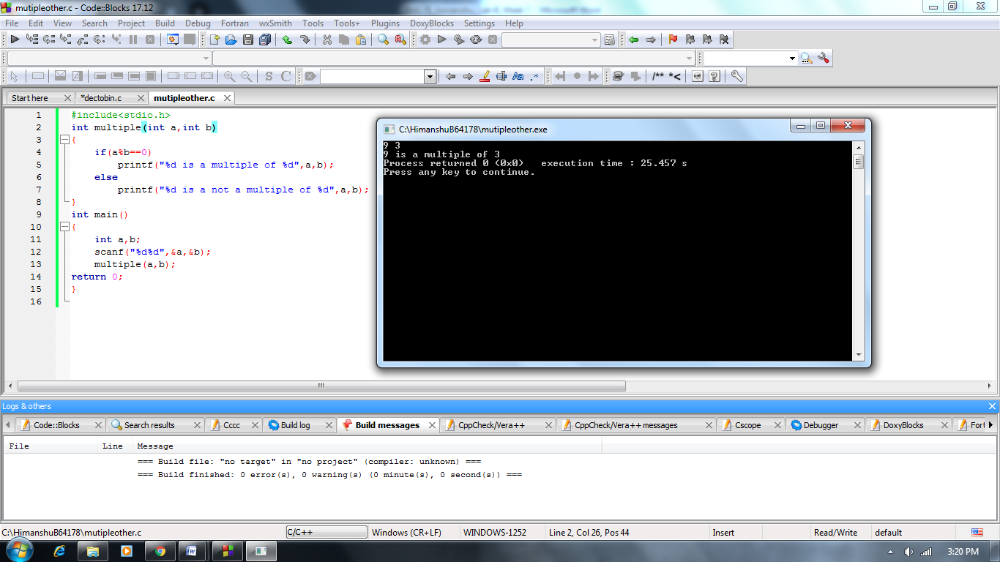 mutipleother.c - Code::Blocks 17.12
File Edit View Search Project Build Debug Fortran wxSmith Tools Tools+ Plugins DoxyBlocks Settings Help
S C Aa .* /** *<
Start here *dectobin.c mutipleother.c
1 #include<stdio.h>
2 int multiple(int a,int b)
3 {
4 if(a%b==0)
5 printf("%d is a multiple of %d",a,b);
6 else
7 printf("%d is a not a multiple of %d",a,b);
8 }
9 int main()
10 {
11 int a,b;
12 scanf("%d%d",&a,&b);
13 multiple(a,b);
14 return 0;
15 }
16
C:\HimanshuB64178\mutipleother.exe
9 3
9 is a multiple of 3
Process returned 0 (0x0) execution time : 25.457 s
Press any key to continue.
Logs & others
Code::Blocks Search results Cccc Build log Build messages CppCheck/Vera++ CppCheck/Vera++ messages Cscope Debugger DoxyBlocks Fort
File Line Message
=== Build file: "no target" in "no project" (compiler: unknown) ===
=== Build finished: 0 error(s), 0 warning(s) (0 minute(s), 0 second(s)) ===
C:\HimanshuB64178\mutipleother.c C/C++ Windows (CR+LF) WINDOWS-1252 Line 2, Col 26, Pos 44 Insert Read/Write default
3:20 PM